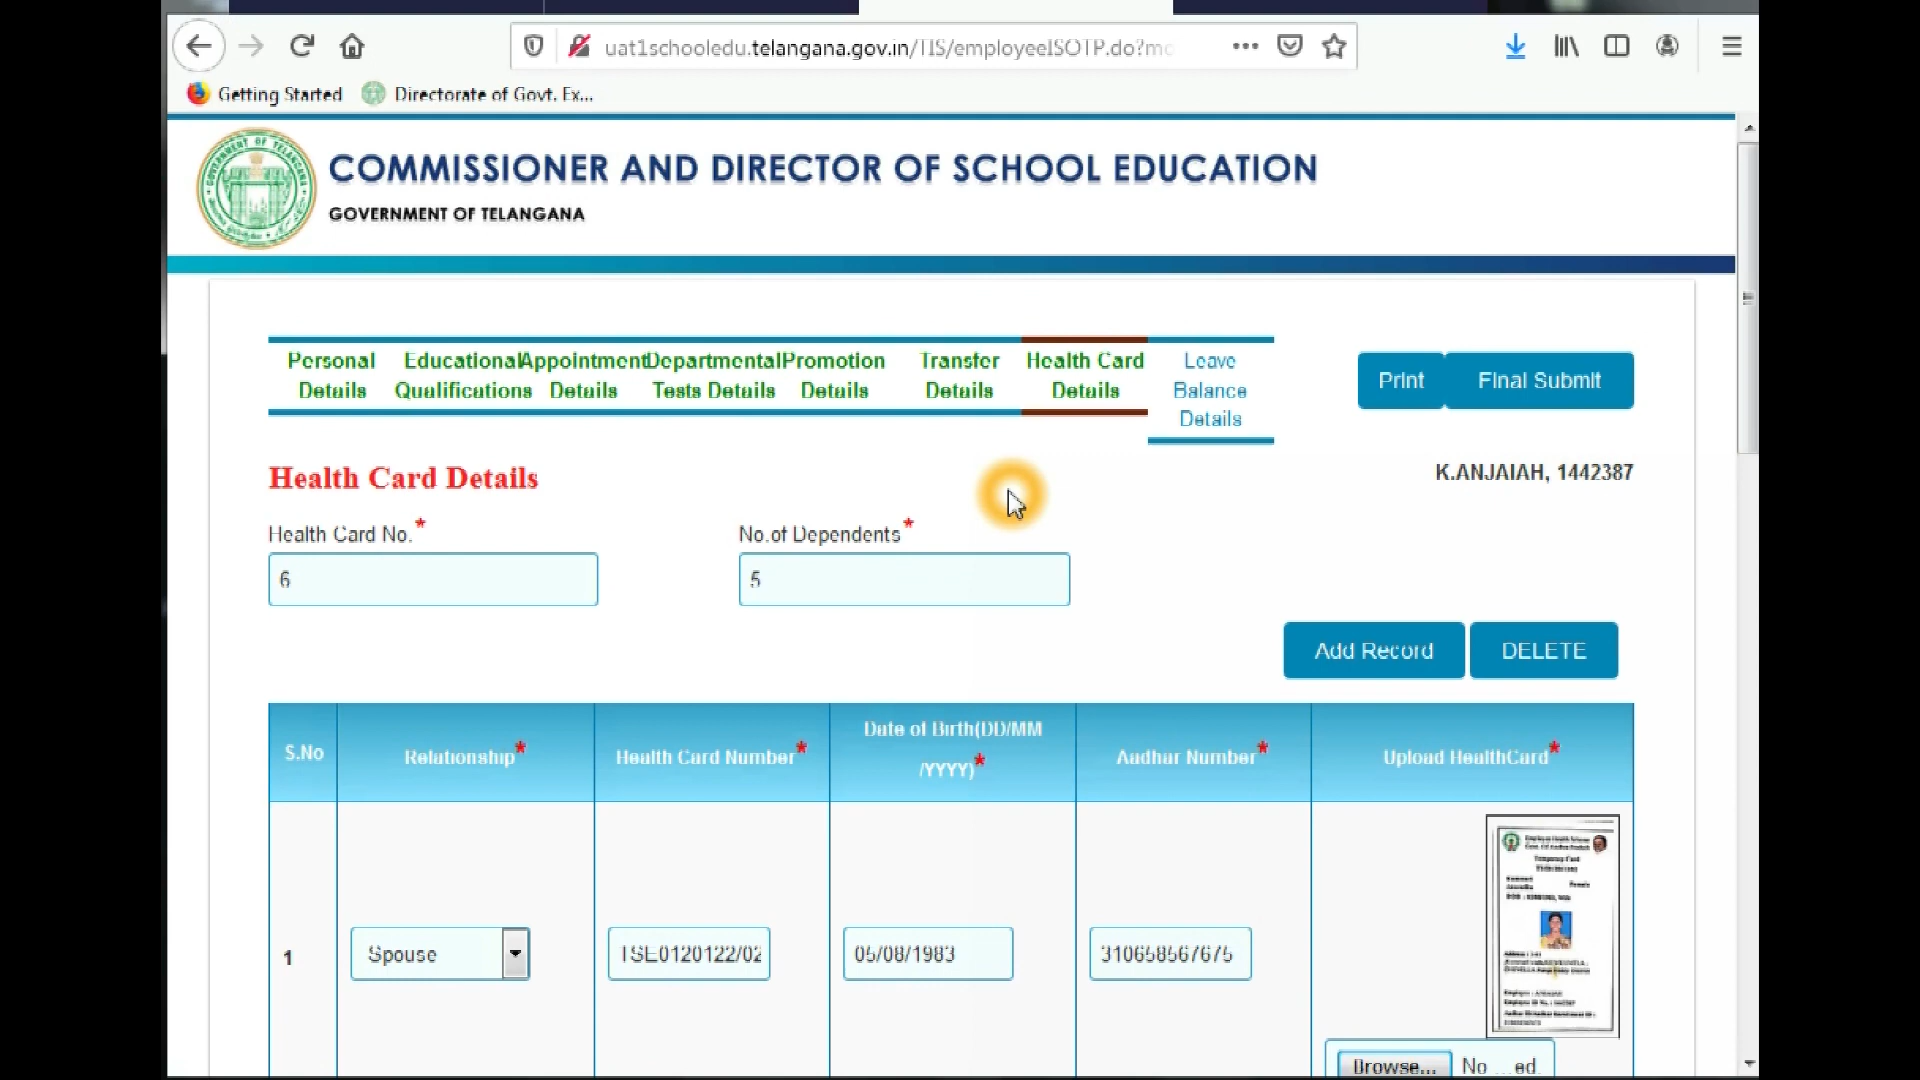 uat1schooledu.telangana.gov.in/TIS/employeeISOTP.do?mo
Getting Started
Directorate of Govt. Ex...
COMMISSIONER AND DIRECTOR OF SCHOOL EDUCATION
GOVERNMENT OF TELANGANA
Personal Details
Educational Qualifications
Appointment Details
Departmental Tests Details
Promotion Details
Transfer Details
Health Card Details
Leave Balance Details
Print
Final Submit
Health Card Details
K.ANJAIAH, 1442387
Health Card No.*
No.of Dependents*
6
5
Add Record
DELETE
S.No
Relationship*
Health Card Number*
Date of Birth(DD/MM
/YYYY)*
Aadhar Number*
Upload HealthCard*
1
Spouse
TSE0120122/02
05/08/1983
310658567675
Browse...
No ...ed.